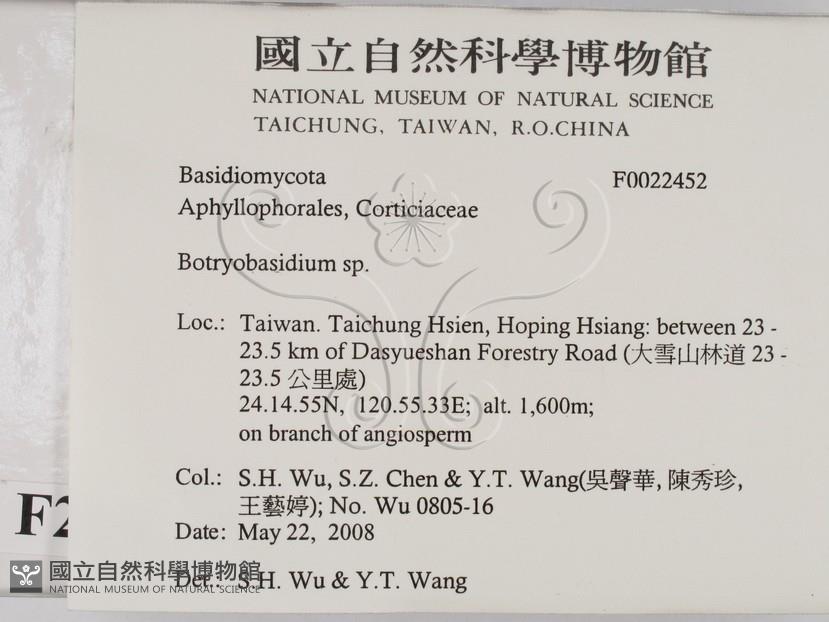 國立自然科學博物館
NATIONAL MUSEUM OF NATURAL SCIENCE
TAICHUNG, TAIWAN, R.O.CHINA
Basidiomycota F0022452
Aphyllophorales, Corticiaceae
Botryobasidium sp.
Loc.: Taiwan. Taichung Hsien, Hoping Hsiang: between 23 -
23.5 km of Dasyueshan Forestry Road (大雪山林道 23 -
23.5 公里處)
24.14.55N, 120.55.33E; alt. 1,600m;
on branch of angiosperm
Col.: S.H. Wu, S.Z. Chen & Y.T. Wang(吳聲華, 陳秀珍,
王藝婷); No. Wu 0805-16
Date: May 22, 2008
Det.: S.H. Wu & Y.T. Wang
F2
國立自然科學博物館
NATIONAL MUSEUM OF NATURAL SCIENCE